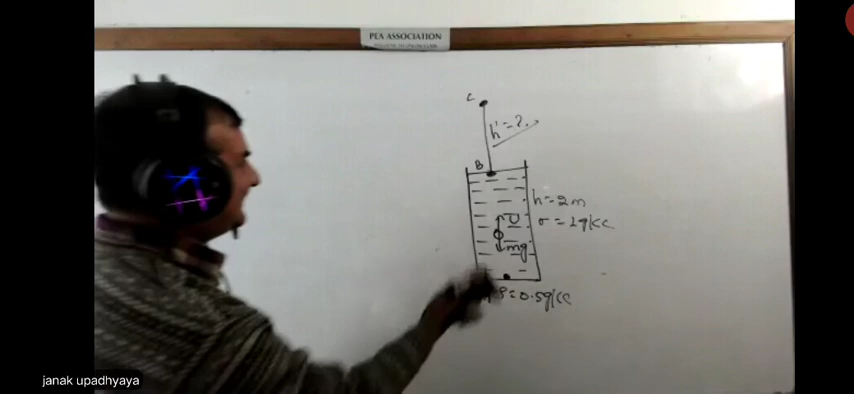 PEA ASSOCIATION
C
h' = ?
B
h = 2m
U
σ = 1g/cc
mg
ρ = 0.5g/cc
janak upadhyaya